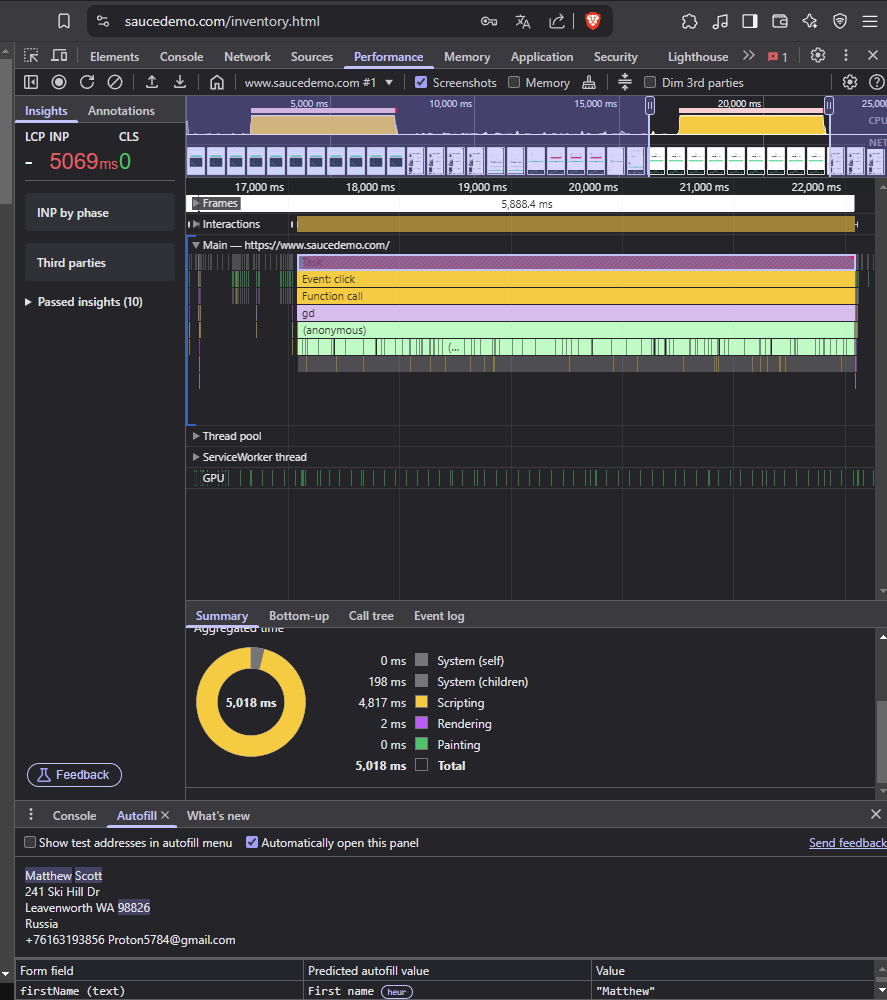 saucedemo.com/inventory.html
Elements Console Network Sources Performance Memory Application Security Lighthouse 1
www.saucedemo.com #1 Screenshots Memory Dim 3rd parties
Insights Annotations
5,000 ms 10,000 ms 15,000 ms 20,000 ms 25,000
CPU
NET
LCP INP CLS
- 5069ms 0
INP by phase
Third parties
Passed insights (10)
17,000 ms 18,000 ms 19,000 ms 20,000 ms 21,000 ms 22,000 ms
Frames 5,888.4 ms
Interactions
Main — https://www.saucedemo.com/
Task
Event: click
Function call
gd
(anonymous)
(...
Thread pool
ServiceWorker thread
GPU
Summary Bottom-up Call tree Event log
Aggregated time
5,018 ms
0 ms System (self)
198 ms System (children)
4,817 ms Scripting
2 ms Rendering
0 ms Painting
5,018 ms Total
Feedback
Console Autofill What's new
Show test addresses in autofill menu Automatically open this panel Send feedback
Matthew Scott
241 Ski Hill Dr
Leavenworth WA 98826
Russia
+76163193856 Proton5784@gmail.com
Form field Predicted autofill value Value
firstName (text) First name heur "Matthew"